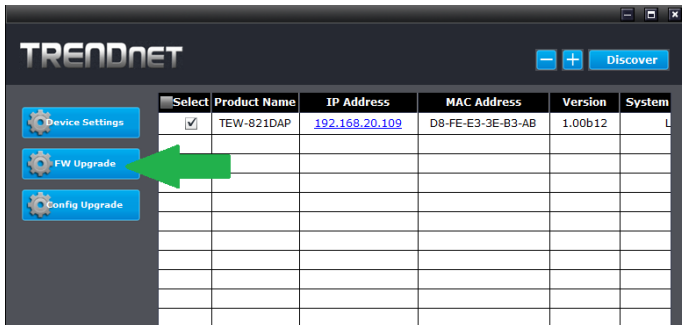 TRENDnet
Discover
Select Product Name IP Address MAC Address Version System
Device Settings
TEW-821DAP 192.168.20.109 D8-FE-E3-3E-B3-AB 1.00b12 L
FW Upgrade
Config Upgrade